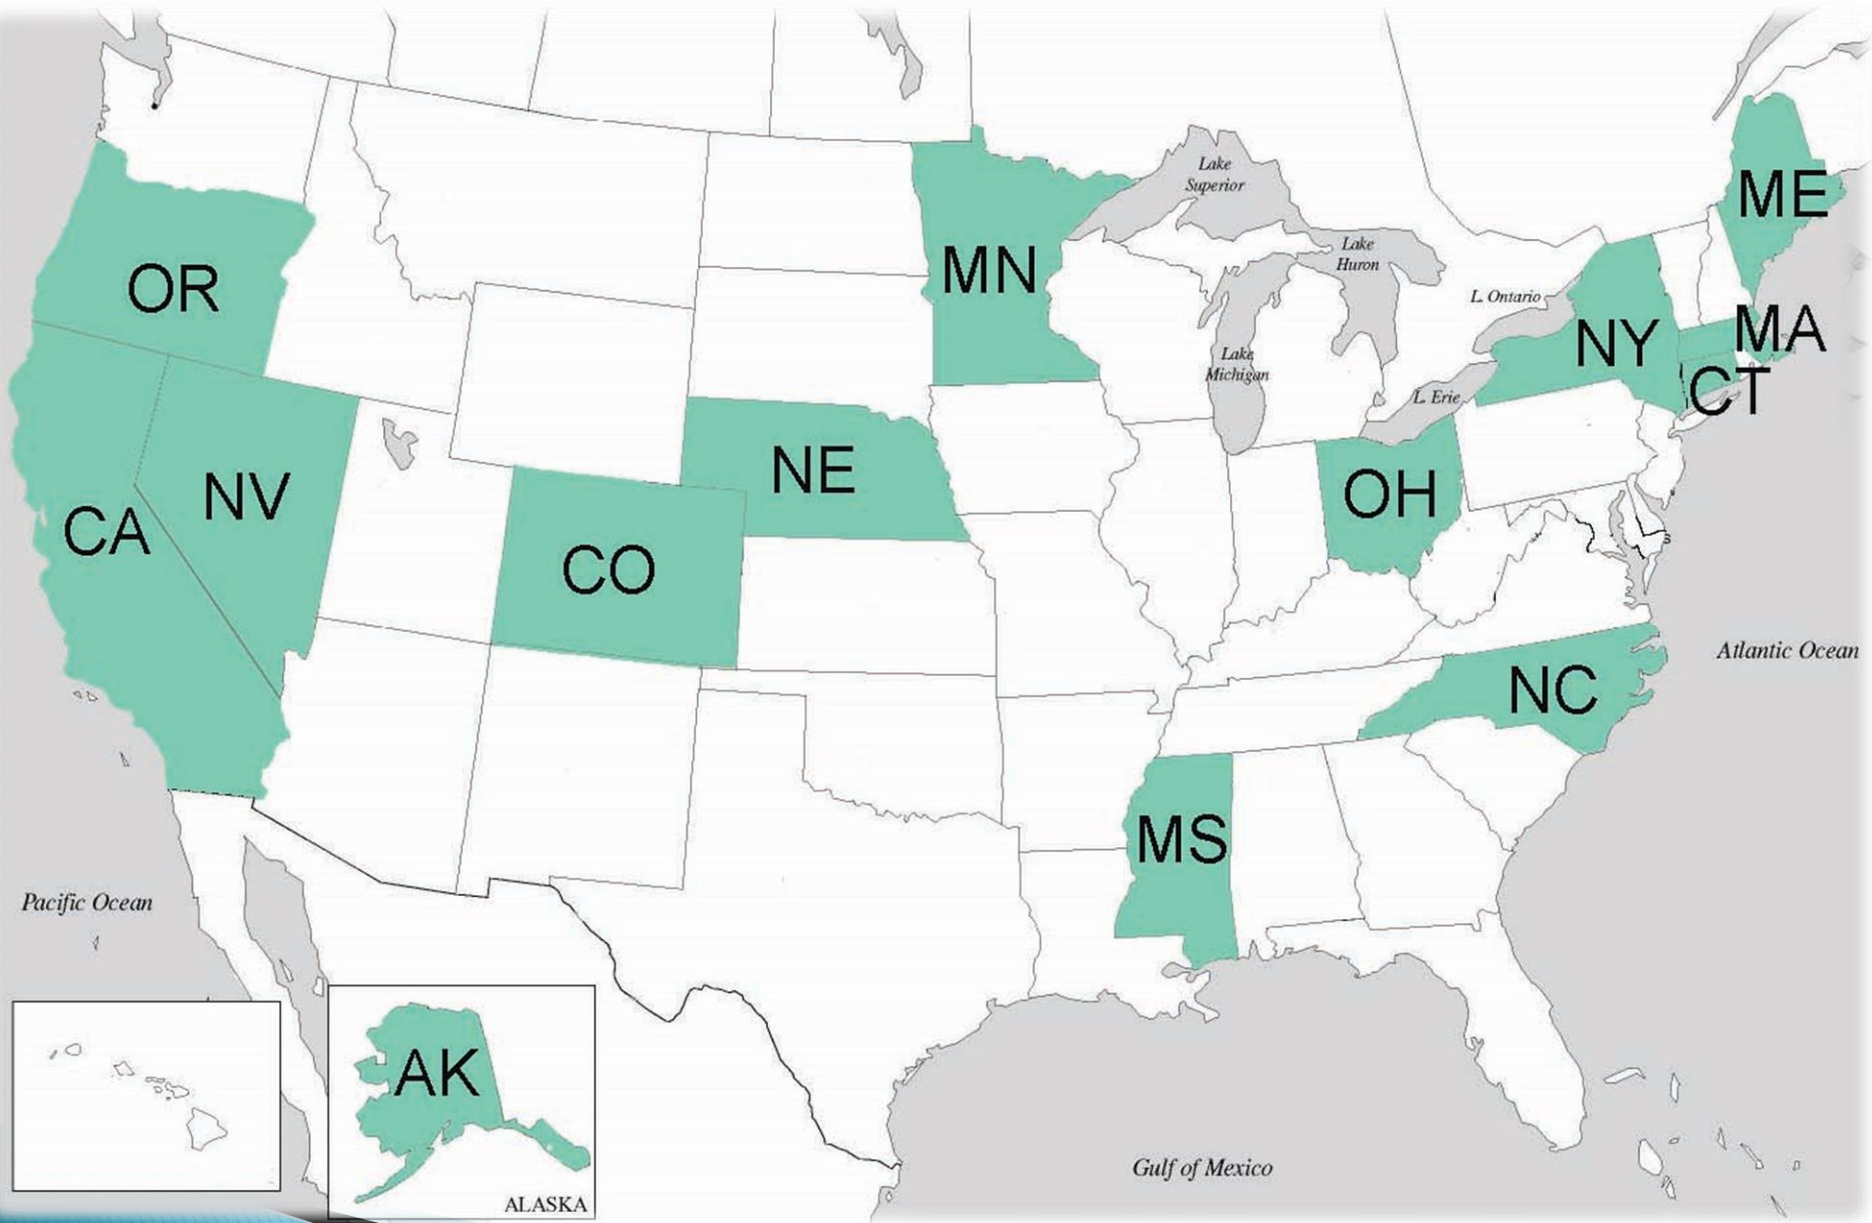 Lake
Superior
ME
OR
MN
Lake
Huron
L. Ontario
MA
NY
Lake
Michigan
CT
L. Erie
NE
NV
OH
CA
CO
Atlantic Ocean
NC
MS
Pacific Ocean
AK
Gulf of Mexico
ALASKA